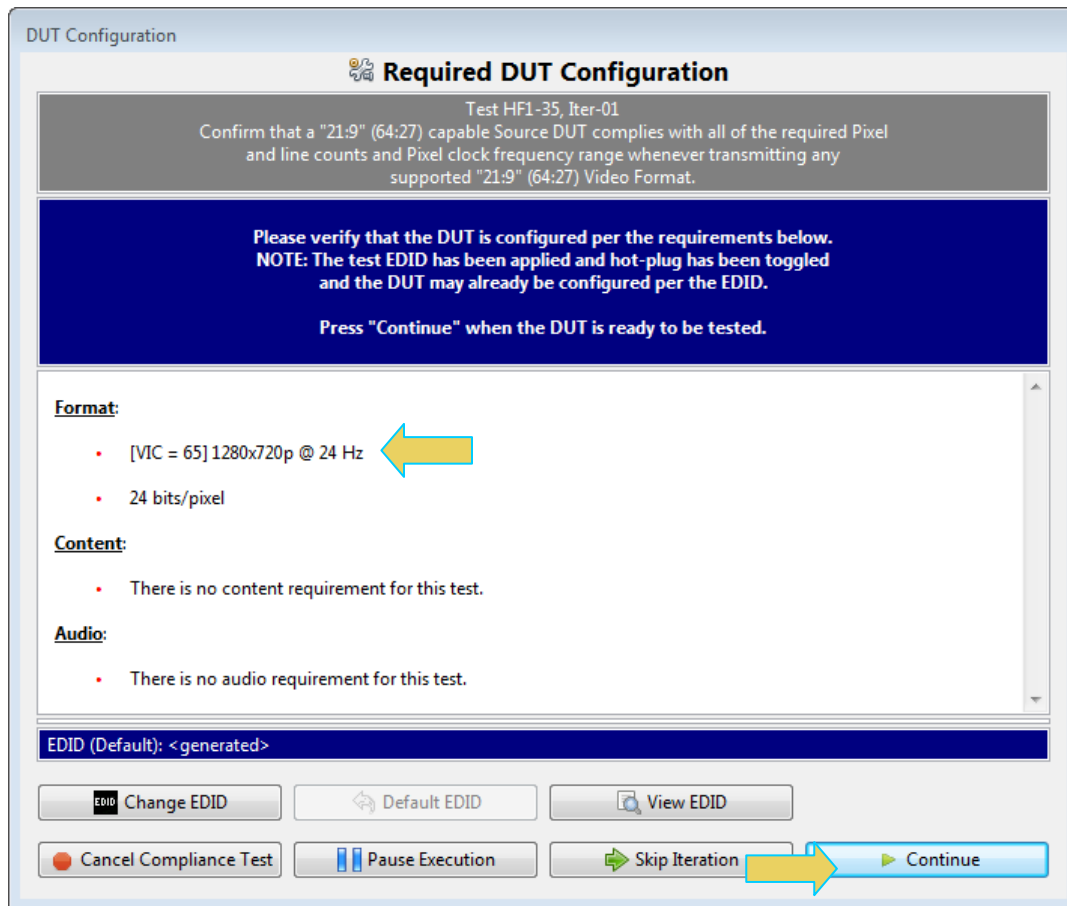 DUT Configuration
Required DUT Configuration
Test HF1-35, Iter-01
Confirm that a "21:9" (64:27) capable Source DUT complies with all of the required Pixel
and line counts and Pixel clock frequency range whenever transmitting any
supported "21:9" (64:27) Video Format.
Please verify that the DUT is configured per the requirements below.
NOTE: The test EDID has been applied and hot-plug has been toggled
and the DUT may already be configured per the EDID.
Press "Continue" when the DUT is ready to be tested.
Format:
• [VIC = 65] 1280x720p @ 24 Hz
• 24 bits/pixel
Content:
• There is no content requirement for this test.
Audio:
• There is no audio requirement for this test.
EDID (Default): <generated>
EDID Change EDID Default EDID View EDID
Cancel Compliance Test Pause Execution Skip Iteration Continue